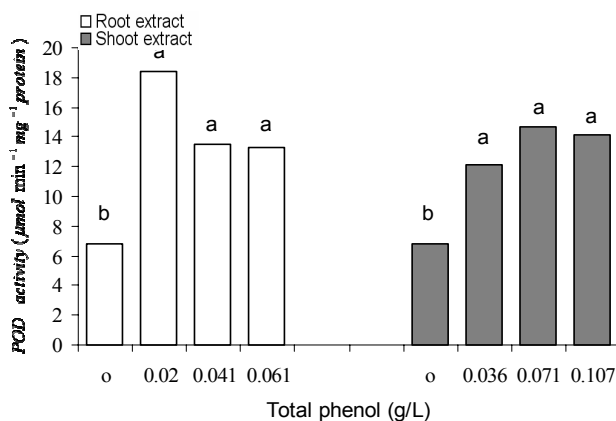 Root extract
Shoot extract
POD activity (μmol min⁻¹ mg⁻¹ protein)
20
18
16
14
12
10
8
6
4
2
0
b
a
a
a
b
a
a
a
o 0.02 0.041 0.061 o 0.036 0.071 0.107
Total phenol (g/L)